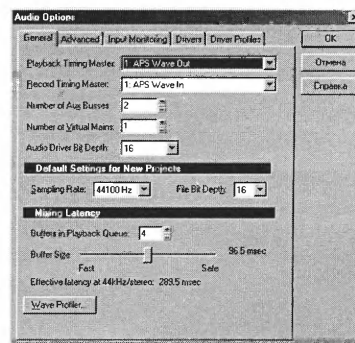 Audio Options
General Advanced Input Monitoring Drivers Driver Profiles
Playback Timing Master: 1: APS Wave Out
Record Timing Master: 1: APS Wave In
Number of Aux Busses 2
Number of Virtual Mains: 1
Audio Driver Bit Depth: 16
Default Settings for New Projects
Sampling Rate: 44100 Hz File Bit Depth: 16
Mixing Latency
Buffers in Playback Queue: 4
Buffer Size 96.5 msec
Fast Safe
Effective latency at 44kHz/stereo: 289.5 msec
Wave Profiler...
OK
Отмена
Справка